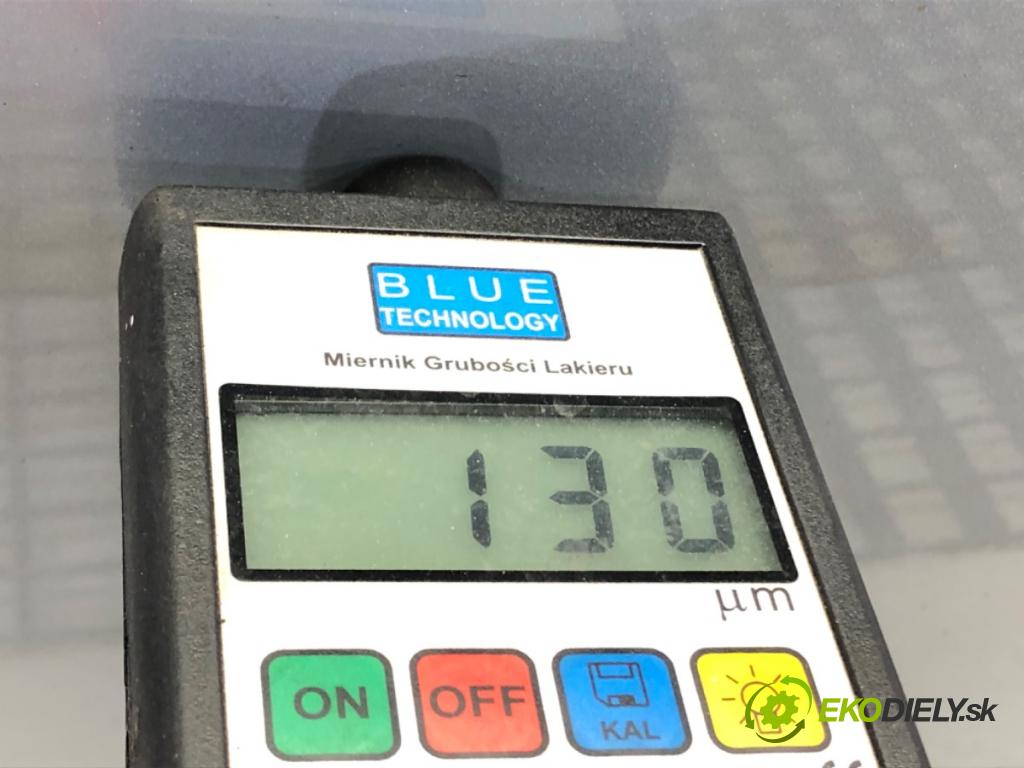 BLUE
TECHNOLOGY
Miernik Grubości Lakieru
130
µm
ON
OFF
KAL
EKODIELY.sk